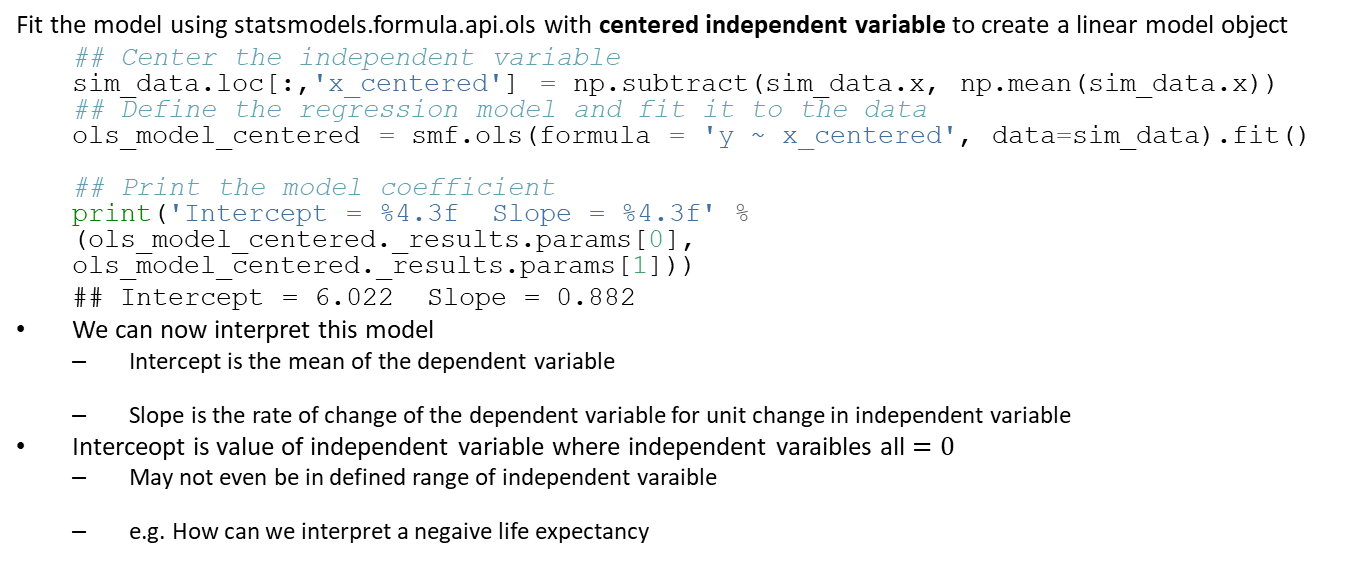 Fit the model using statsmodels.formula.api.ols with centered independent variable to create a linear model object
## Center the independent variable
sim_data.loc[:,'x_centered'] = np.subtract(sim_data.x, np.mean(sim_data.x))
## Define the regression model and fit it to the data
ols_model_centered = smf.ols(formula = 'y ~ x_centered', data=sim_data).fit()
## Print the model coefficient
print('Intercept = %4.3f  Slope = %4.3f' %
(ols_model_centered._results.params[0],
ols_model_centered._results.params[1]))
## Intercept = 6.022  Slope = 0.882
• We can now interpret this model
– Intercept is the mean of the dependent variable
– Slope is the rate of change of the dependent variable for unit change in independent variable
• Interceopt is value of independent variable where independent varaibles all = 0
– May not even be in defined range of independent varaible
– e.g. How can we interpret a negaive life expectancy